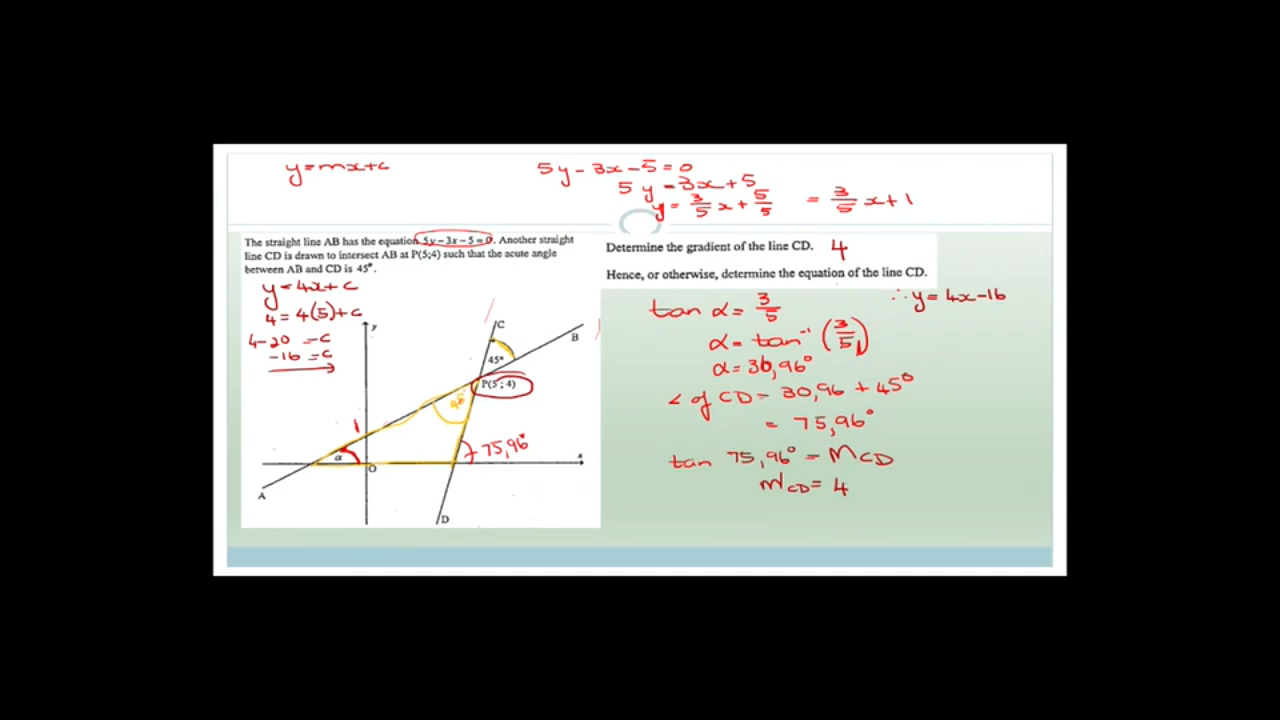 y=mx+c
5y-3x-5=0
5y=3x+5
y=3/5 x+5/5 = 3/5 x+1
The straight line AB has the equation 5y-3x-5=0. Another straight
line CD is drawn to intersect AB at P(5;4) such that the acute angle
between AB and CD is 45°.
y=4x+c
4=4(5)+c
4-20 =c
-16=c
Determine the gradient of the line CD. 4
Hence, or otherwise, determine the equation of the line CD.
∴y=4x-16
tan α=3/5
α=tan⁻¹(3/5)
α=30,96°
< of CD= 30,96+45°
= 75,96°
tan 75,96°=mCD
mCD=4
y
C
B
45°
P(5;4)
1
α
75,96°
x
O
A
D